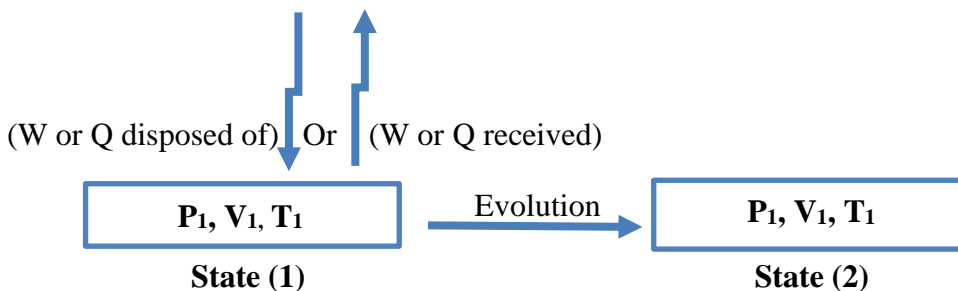 (W or Q disposed of) Or (W or Q received)
P₁, V₁, T₁ Evolution P₁, V₁, T₁
State (1) State (2)